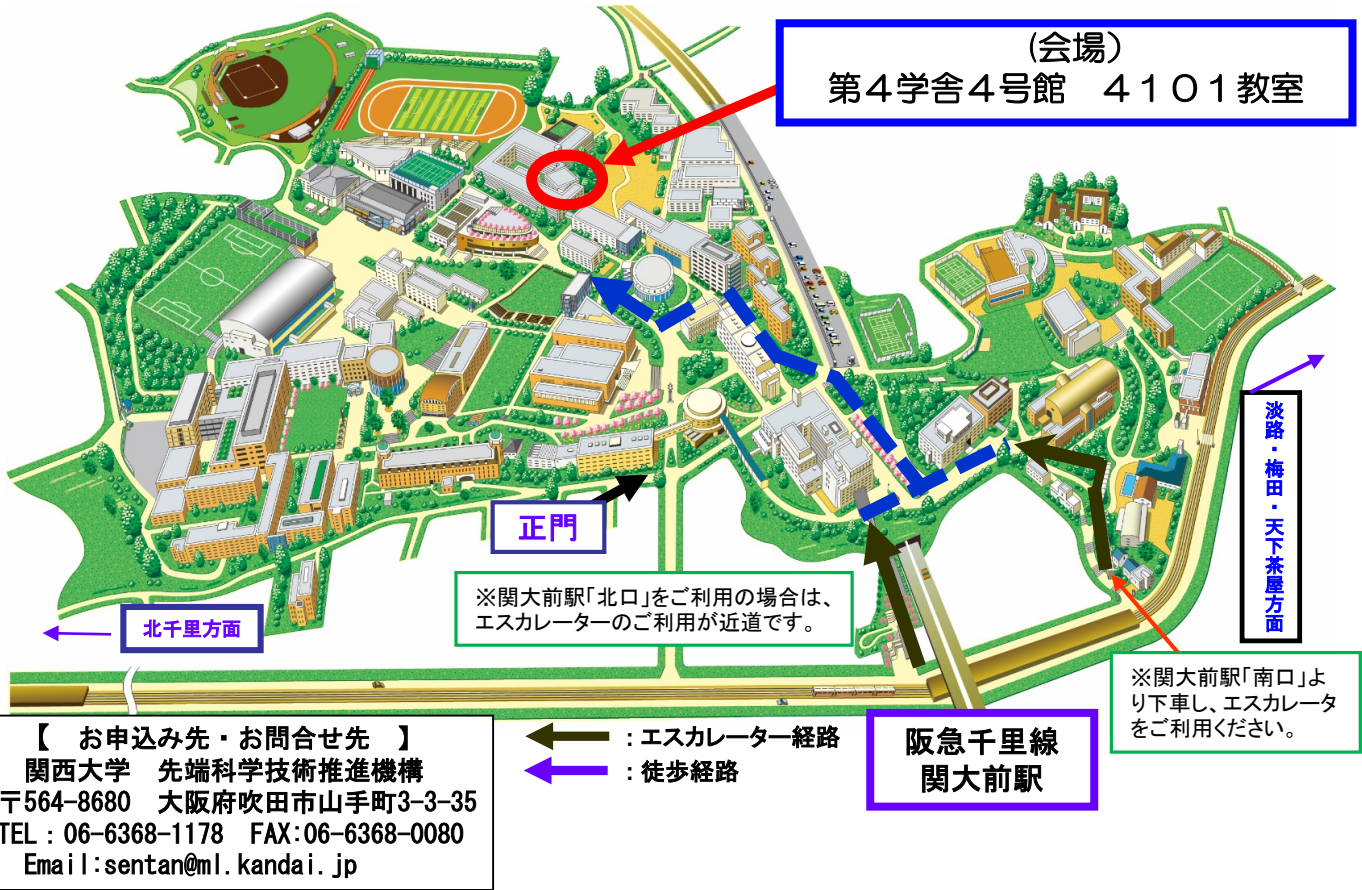 (会場）
第４学舎４号館　４１０１教室
淡路・梅田・天下茶屋方面
正門
※関大前駅「北口」をご利用の場合は、
エスカレーターのご利用が近道です。
北千里方面
※関大前駅「南口」よ
り下車し、エスカレータ
をご利用ください。
阪急千里線
関大前駅
：エスカレーター経路
：徒歩経路
【　お申込み先・お問合せ先　】
関西大学　先端科学技術推進機構
〒564-8680　大阪府吹田市山手町3-3-35
TEL：06-6368-1178　FAX:06-6368-0080
Email:sentan@ml.kandai.jp